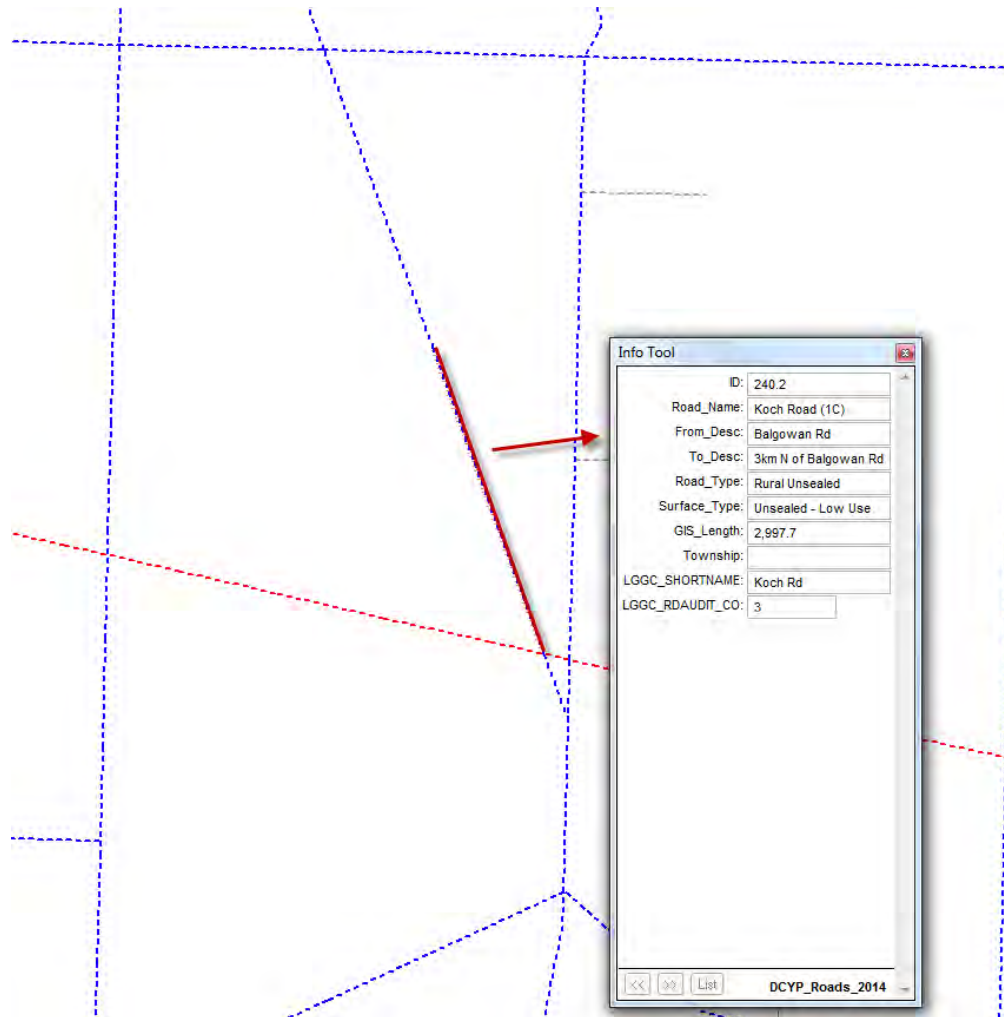 Info Tool
ID: 240.2
Road_Name: Koch Road (1C)
From_Desc: Balgowan Rd
To_Desc: 3km N of Balgowan Rd
Road_Type: Rural Unsealed
Surface_Type: Unsealed - Low Use
GIS_Length: 2,997.7
Township:
LGGC_SHORTNAME: Koch Rd
LGGC_RDAUDIT_CO: 3
<< >> List DCYP_Roads_2014